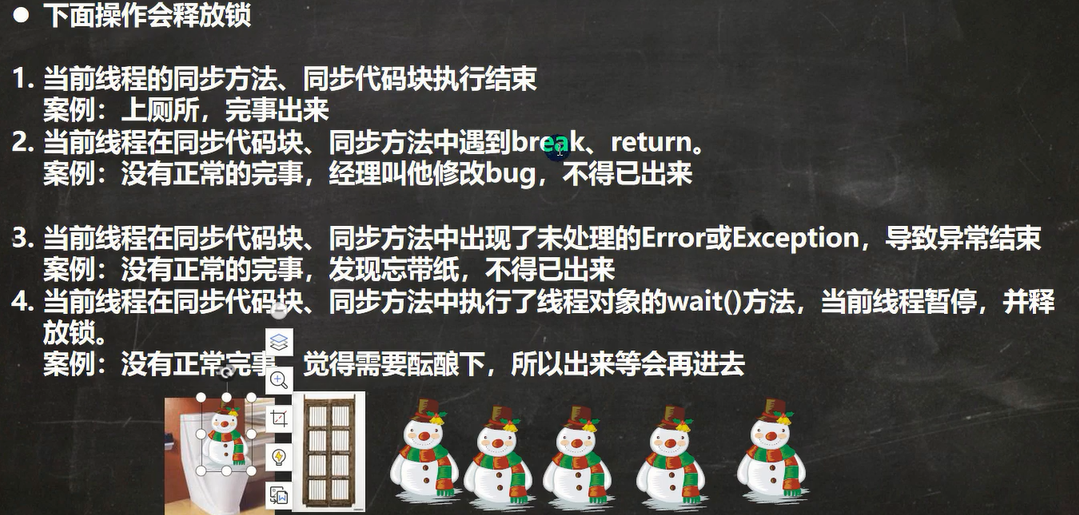 ● 下面操作会释放锁
1. 当前线程的同步方法、同步代码块执行结束
案例：上厕所，完事出来
2. 当前线程在同步代码块、同步方法中遇到break、return。
案例：没有正常的完事，经理叫他修改bug，不得已出来
3. 当前线程在同步代码块、同步方法中出现了未处理的Error或Exception，导致异常结束
案例：没有正常的完事，发现忘带纸，不得已出来
4. 当前线程在同步代码块、同步方法中执行了线程对象的wait()方法，当前线程暂停，并释
放锁。
案例：没有正常完事，觉得需要酝酿下，所以出来等会再进去